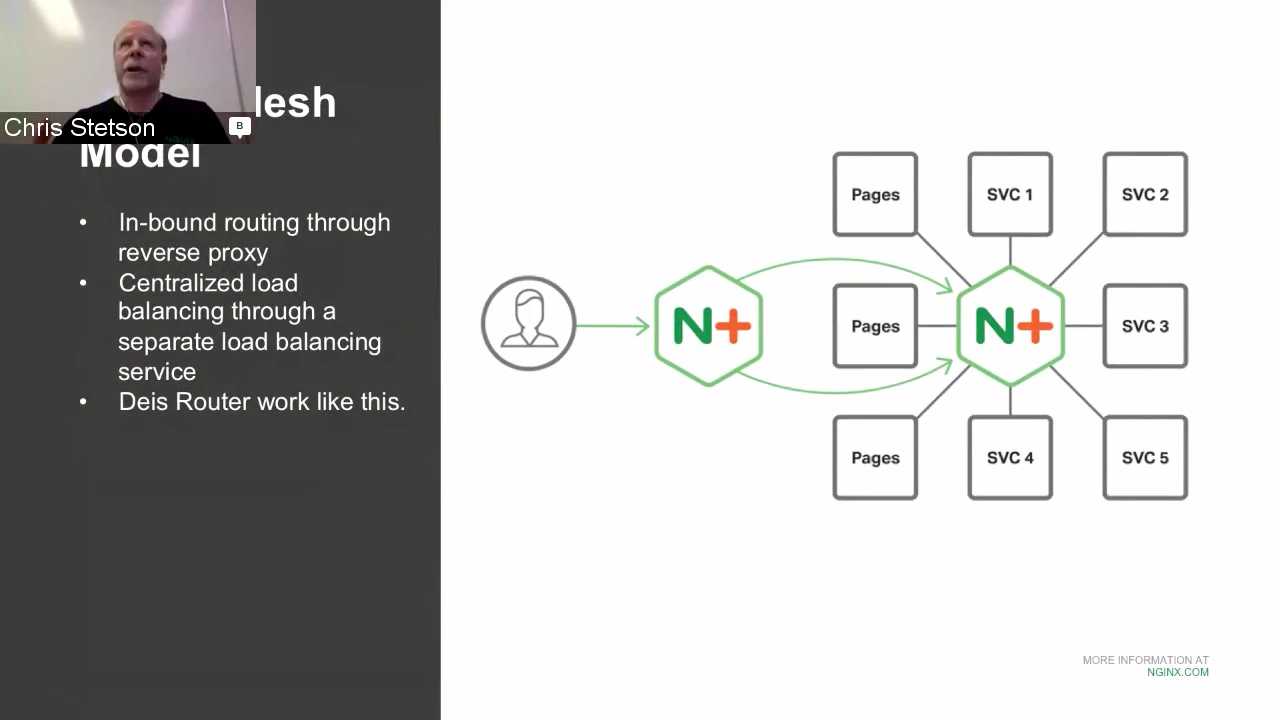 Chris Stetson
B
lesh
Model
• In-bound routing through
reverse proxy
• Centralized load
balancing through a
separate load balancing
service
• Deis Router work like this.
Pages
SVC 1
SVC 2
N+
N+
Pages
SVC 3
Pages
SVC 4
SVC 5
MORE INFORMATION AT
NGINX.COM